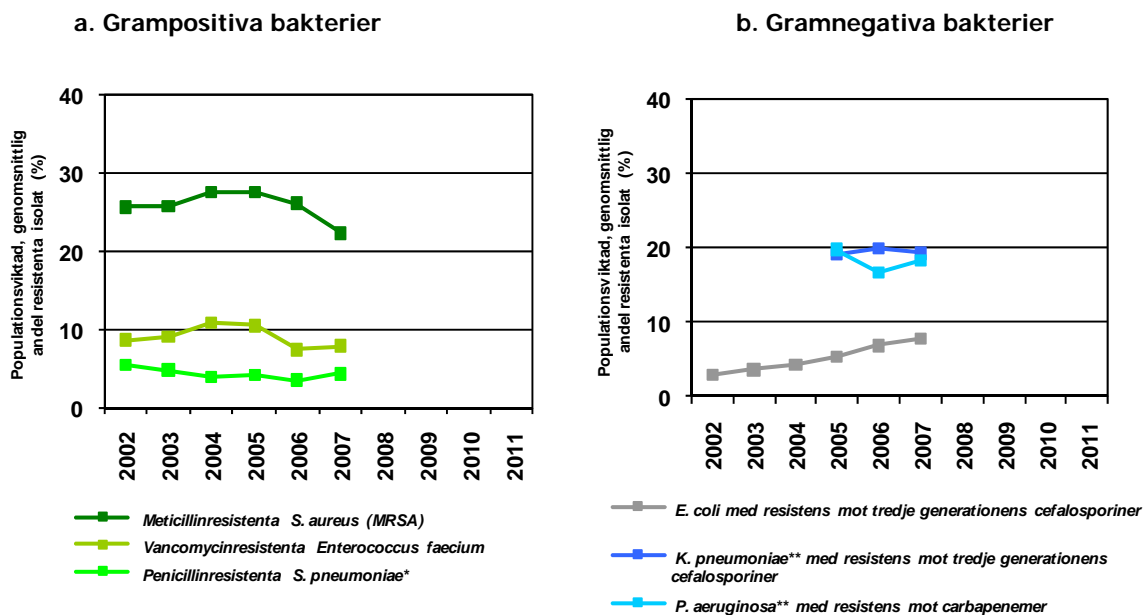 a. Grampositiva bakterier
Populationsviktad, genomsnittlig
andel resistenta isolat (%)
40
30
20
10
0
2002
2003
2004
2005
2006
2007
2008
2009
2010
2011
Meticillinresistenta S. aureus (MRSA)
Vancomycinresistenta Enterococcus faecium
Penicillinresistenta S. pneumoniae*
b. Gramnegativa bakterier
Populationsviktad, genomsnittlig
andel resistenta isolat (%)
40
30
20
10
0
2002
2003
2004
2005
2006
2007
2008
2009
2010
2011
E. coli med resistens mot tredje generationens cefalosporiner
K. pneumoniae** med resistens mot tredje generationens
cefalosporiner
P. aeruginosa** med resistens mot carbapenemer